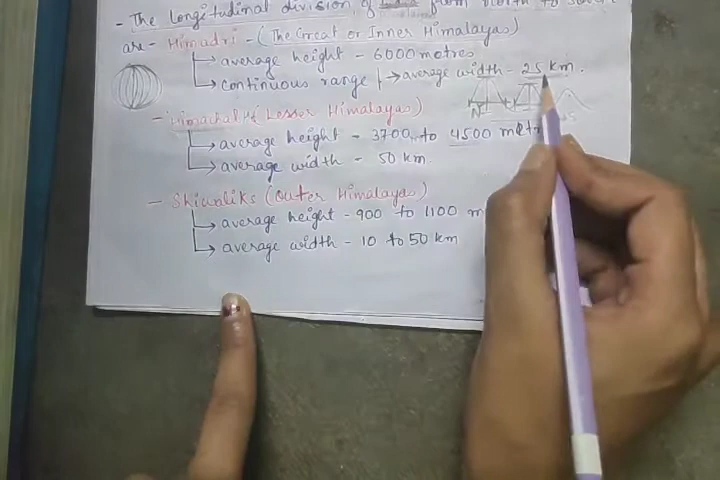 - The Longitudinal division of from north to south
are - Himadri - (The Great or Inner Himalayas)
→ average height - 6000 metres
→ continuous range | → average width - 25 km.
- Himachal (Lesser Himalayas)
→ average height - 3700 to 4500 metr
→ average width - 50 km
- Shiwaliks (Outer Himalayas)
→ average height - 900 to 1100 m
→ average width - 10 to 50 km
N
S